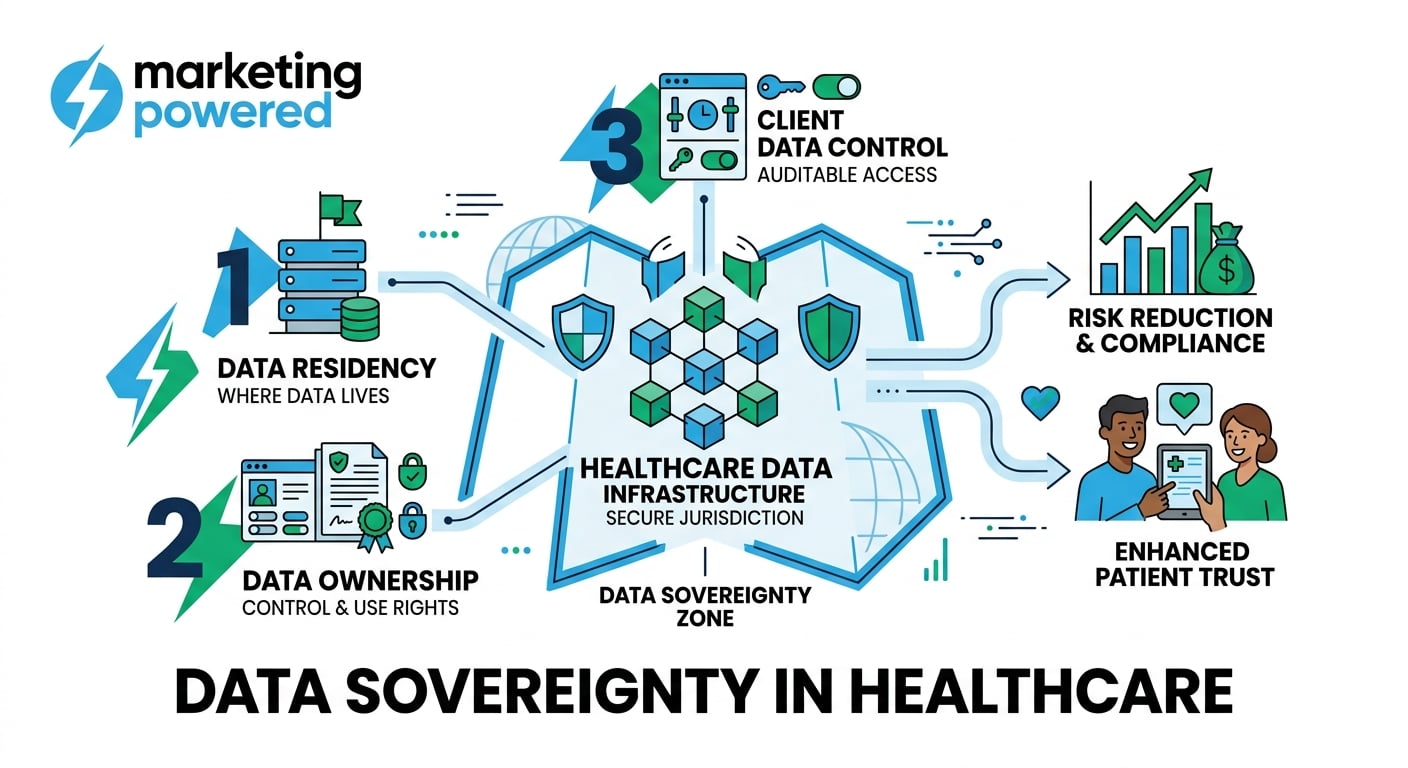 marketing
powered
3
CLIENT
DATA CONTROL
AUDITABLE ACCESS
1
DATA RESIDENCY
WHERE DATA LIVES
2
DATA OWNERSHIP
CONTROL & USE RIGHTS
HEALTHCARE DATA
INFRASTRUCTURE
SECURE JURISDICTION
DATA SOVEREIGNTY
ZONE
$
RISK REDUCTION
& COMPLIANCE
ENHANCED
PATIENT TRUST
DATA SOVEREIGNTY IN HEALTHCARE